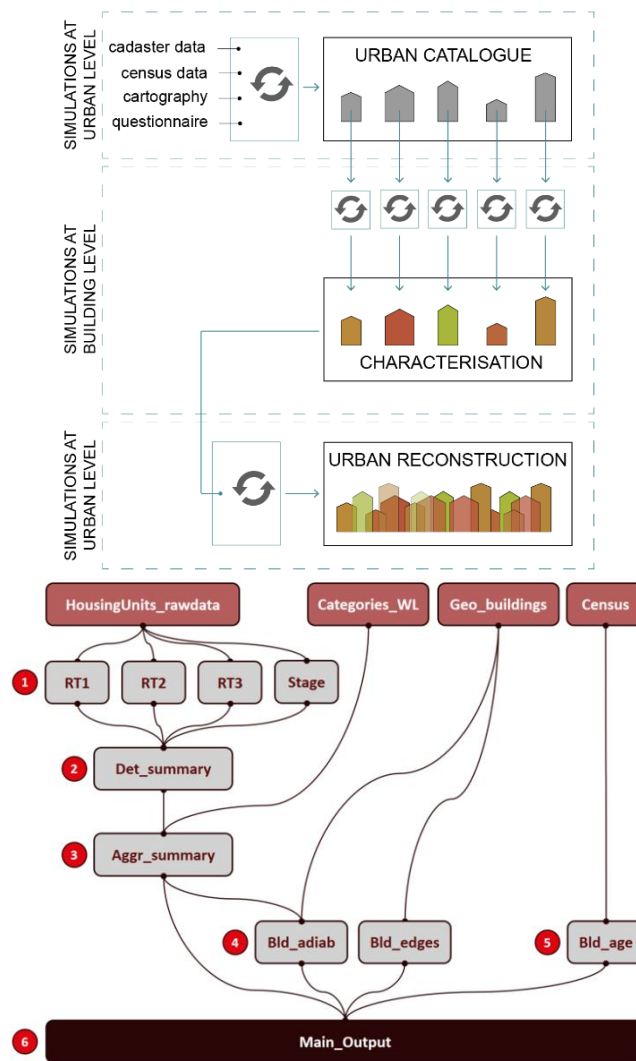 SIMULATIONS AT
URBAN LEVEL
cadaster data
census data
cartography
questionnaire
URBAN CATALOGUE
SIMULATIONS AT
BUILDING LEVEL
CHARACTERISATION
SIMULATIONS AT
URBAN LEVEL
URBAN RECONSTRUCTION
HousingUnits_rawdata
Categories_WL
Geo_buildings
Census
1
RT1
RT2
RT3
Stage
2
Det_summary
3
Aggr_summary
4
Bld_adiab
Bld_edges
5
Bld_age
6
Main_Output